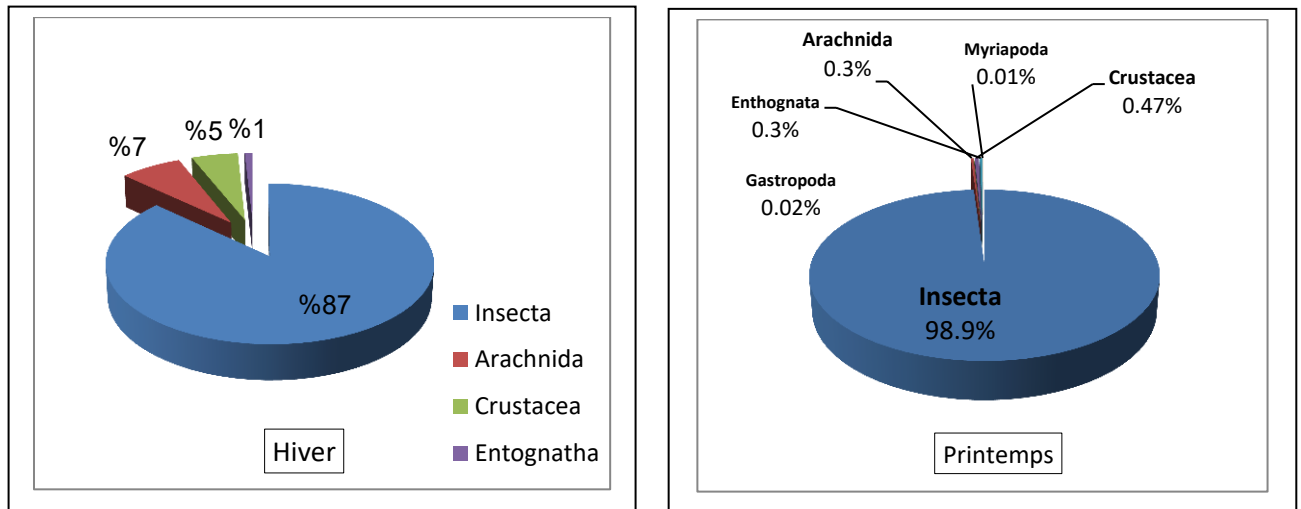 %7
%5
%1
%87
Insecta
Arachnida
Crustacea
Entognatha
Hiver
Arachnida
0.3%
Myriapoda
0.01%
Crustacea
0.47%
Enthognata
0.3%
Gastropoda
0.02%
Insecta
98.9%
Printemps